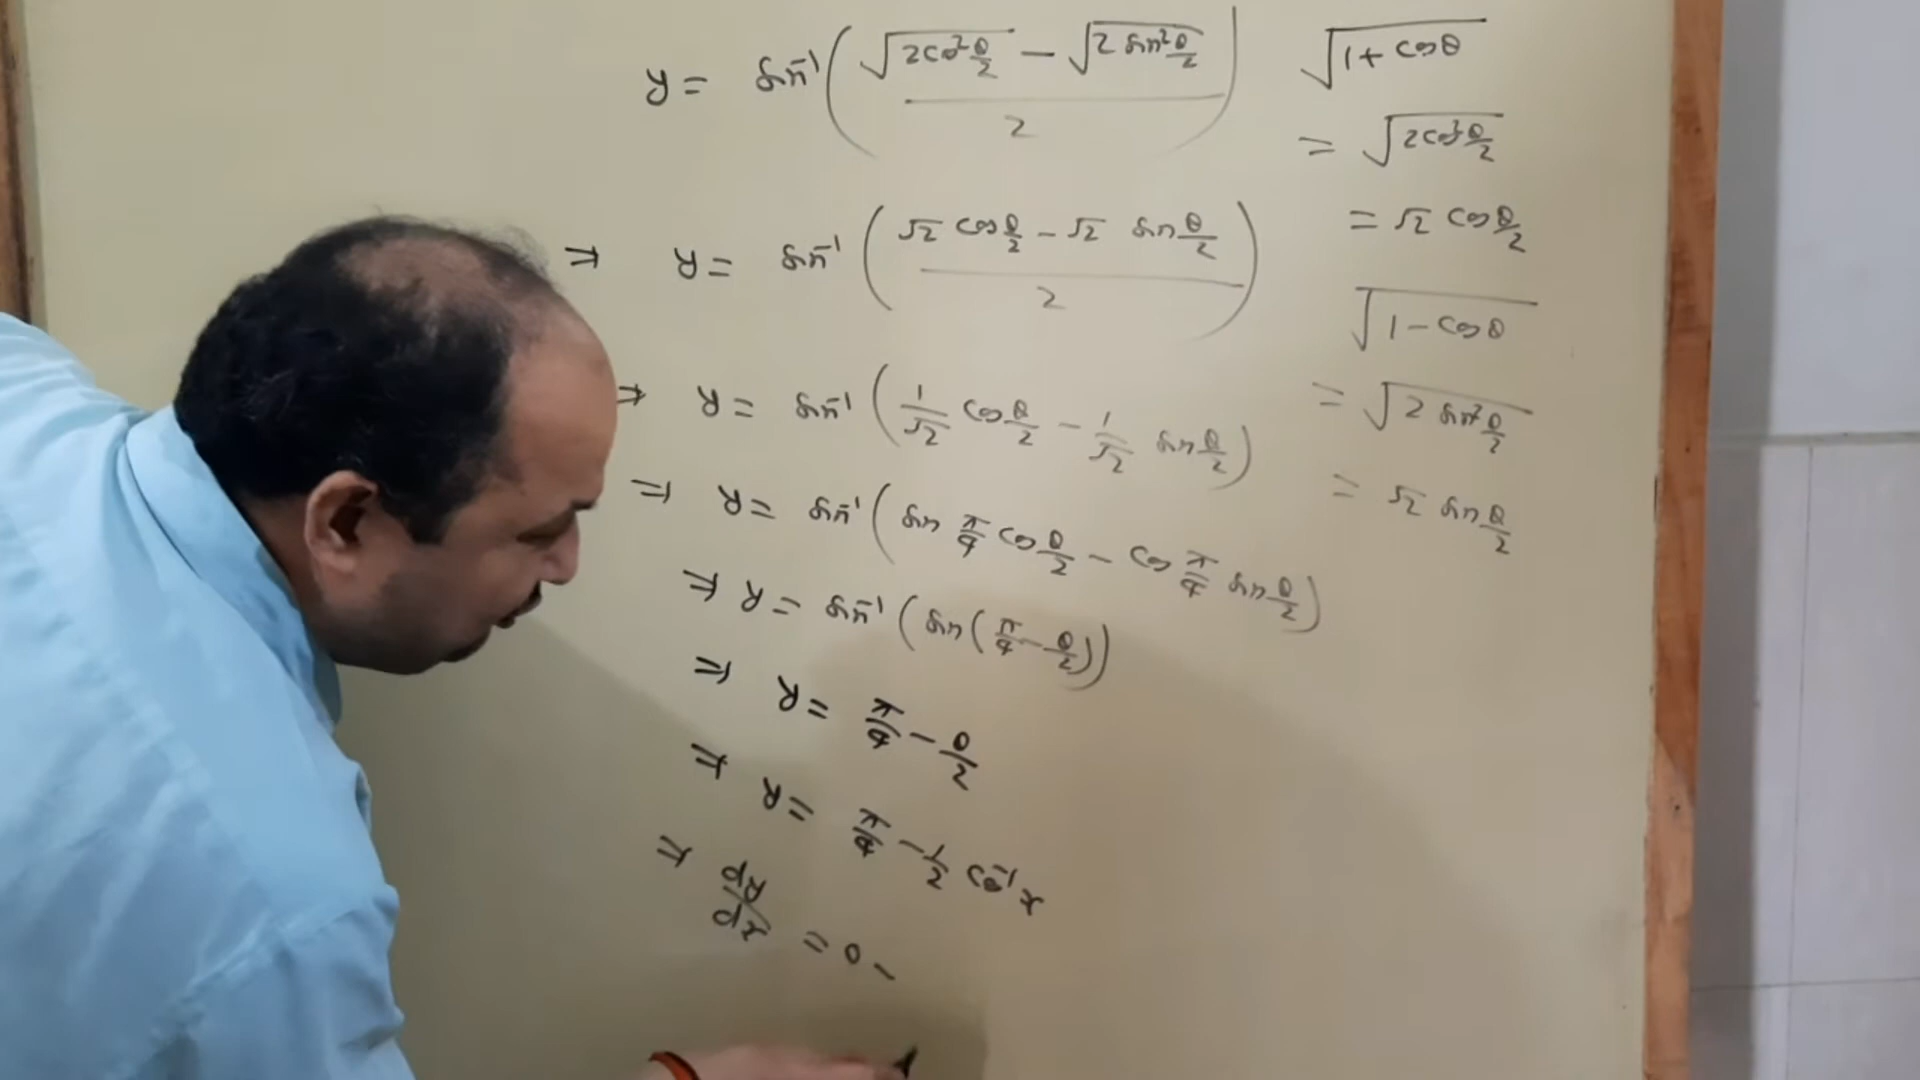 y = sin⁻¹(√(2cos²θ/2) − √(2 sin²θ/2) / 2)
⇒ y = sin⁻¹(√2 cos θ/2 − √2 sin θ/2 / 2)
⇒ y = sin⁻¹(1/√2 cos θ/2 − 1/√2 sin θ/2)
⇒ y = sin⁻¹(sin π/4 cos θ/2 − cos π/4 sin θ/2)
⇒ y = sin⁻¹(sin(π/4 − θ/2))
⇒ y = π/4 − θ/2
⇒ y = π/4 − 1/2 cos⁻¹x
⇒ dy/dx = 0 −
√(1 + cosθ)
= √(2cos²θ/2)
= √2 cos θ/2
√(1 − cosθ)
= √(2 sin²θ/2)
= √2 sin θ/2